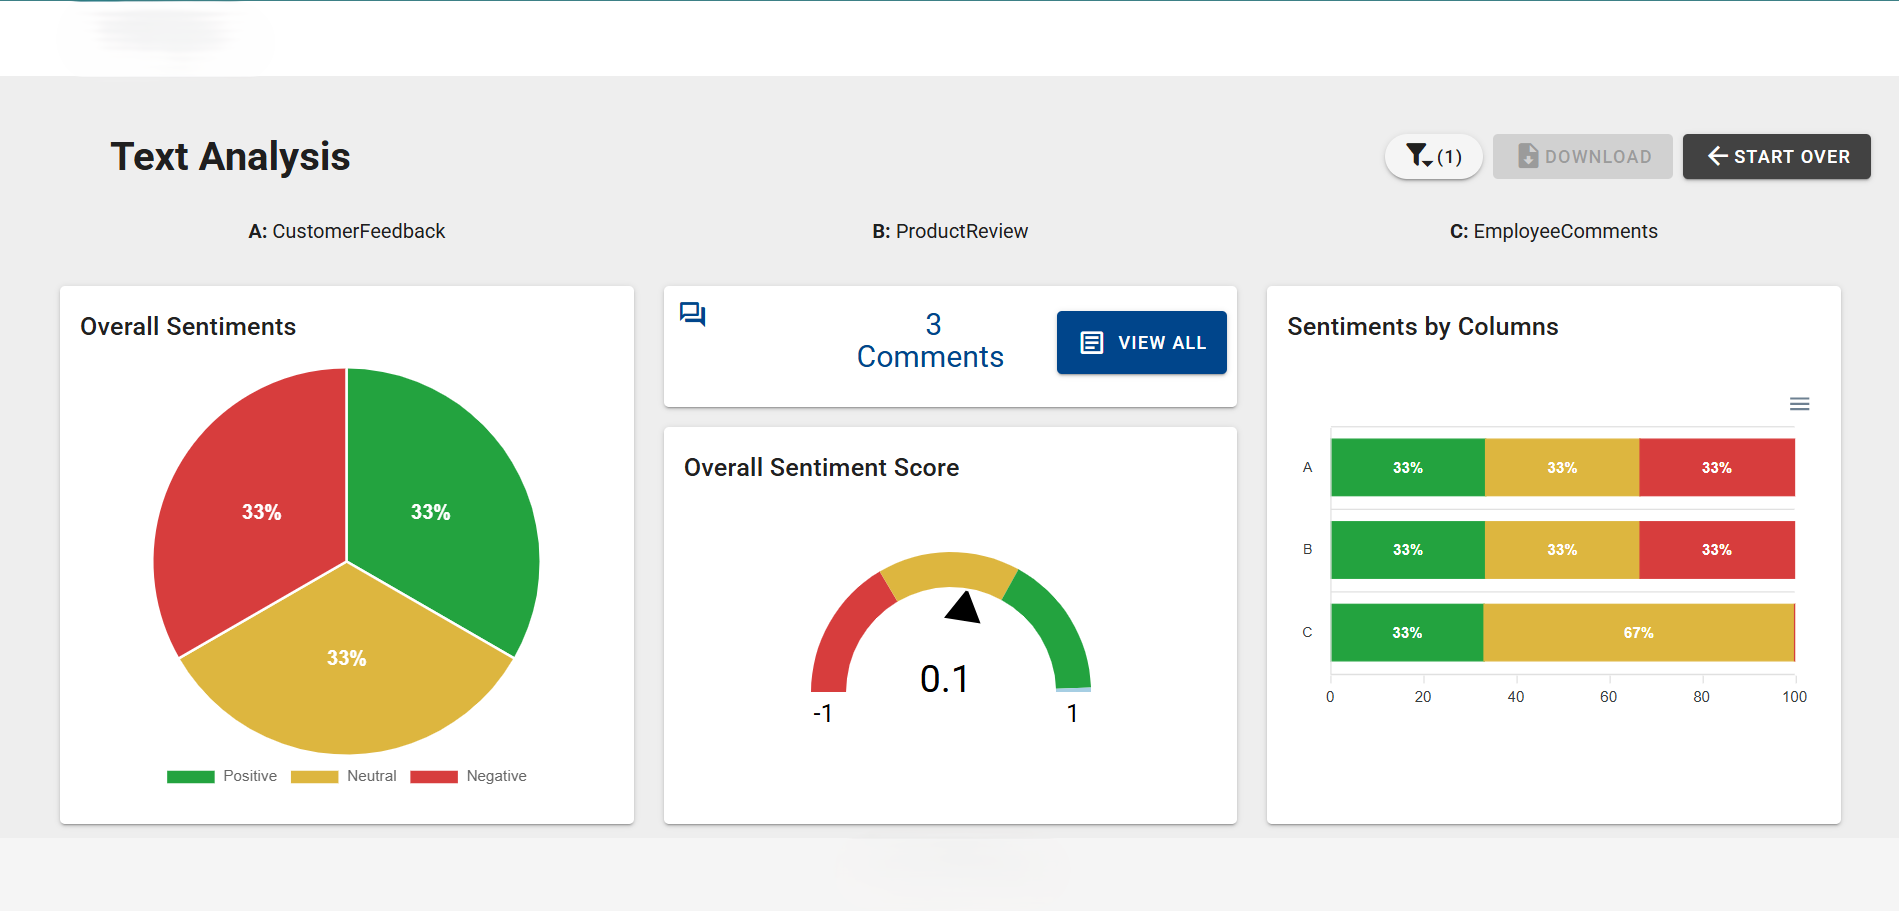 Text Analysis
(1)
DOWNLOAD
START OVER
A: CustomerFeedback
B: ProductReview
C: EmployeeComments
Overall Sentiments
33%
33%
33%
Positive
Neutral
Negative
3
Comments
VIEW ALL
Overall Sentiment Score
0.1
-1
1
Sentiments by Columns
A
33%
33%
33%
B
33%
33%
33%
C
33%
67%
0
20
40
60
80
100